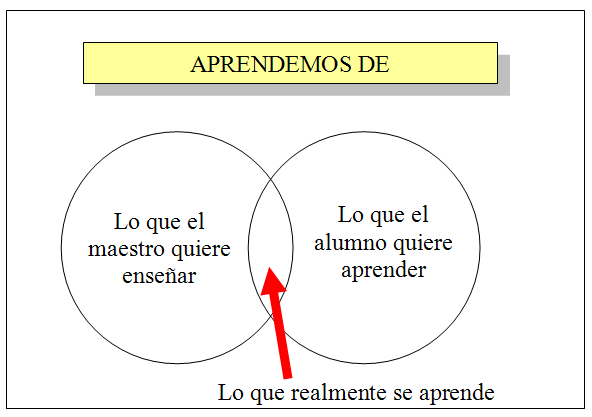 APRENDEMOS DE
Lo que el
maestro quiere
enseñar
Lo que el
alumno quiere
aprender
Lo que realmente se aprende